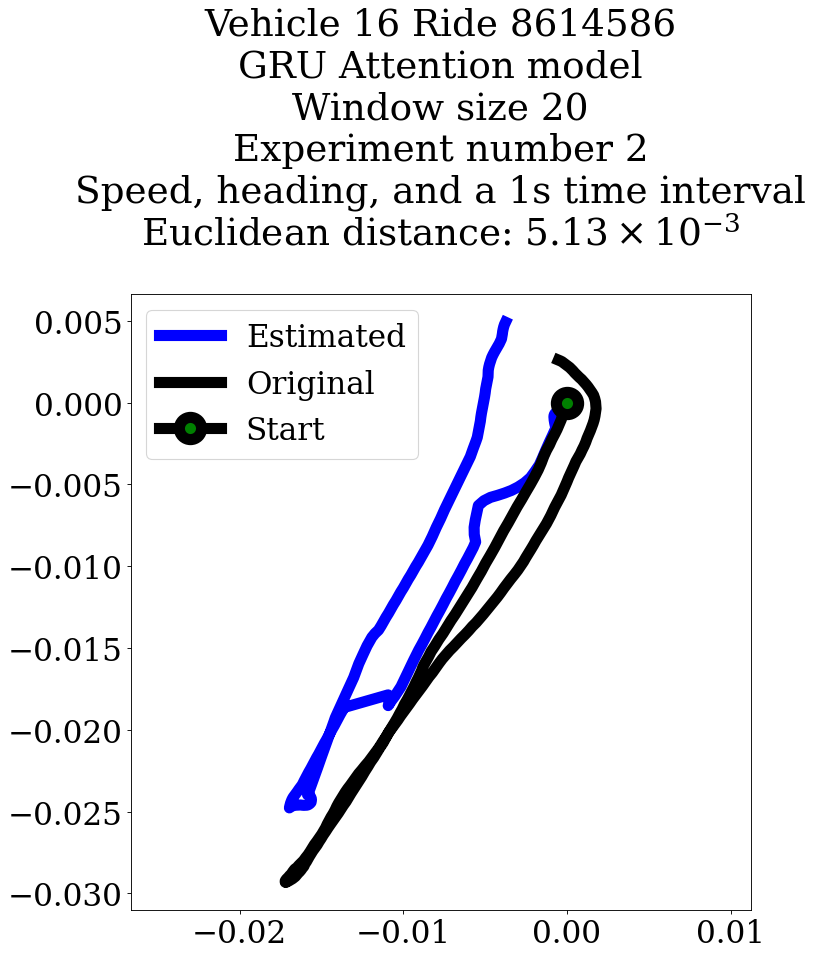 Vehicle 16 Ride 8614586
GRU Attention model
Window size 20
Experiment number 2
Speed, heading, and a 1s time interval
Euclidean distance: 5.13 × 10⁻³
Estimated
Original
Start
0.005
0.000
−0.005
−0.010
−0.015
−0.020
−0.025
−0.030
−0.02
−0.01
0.00
0.01